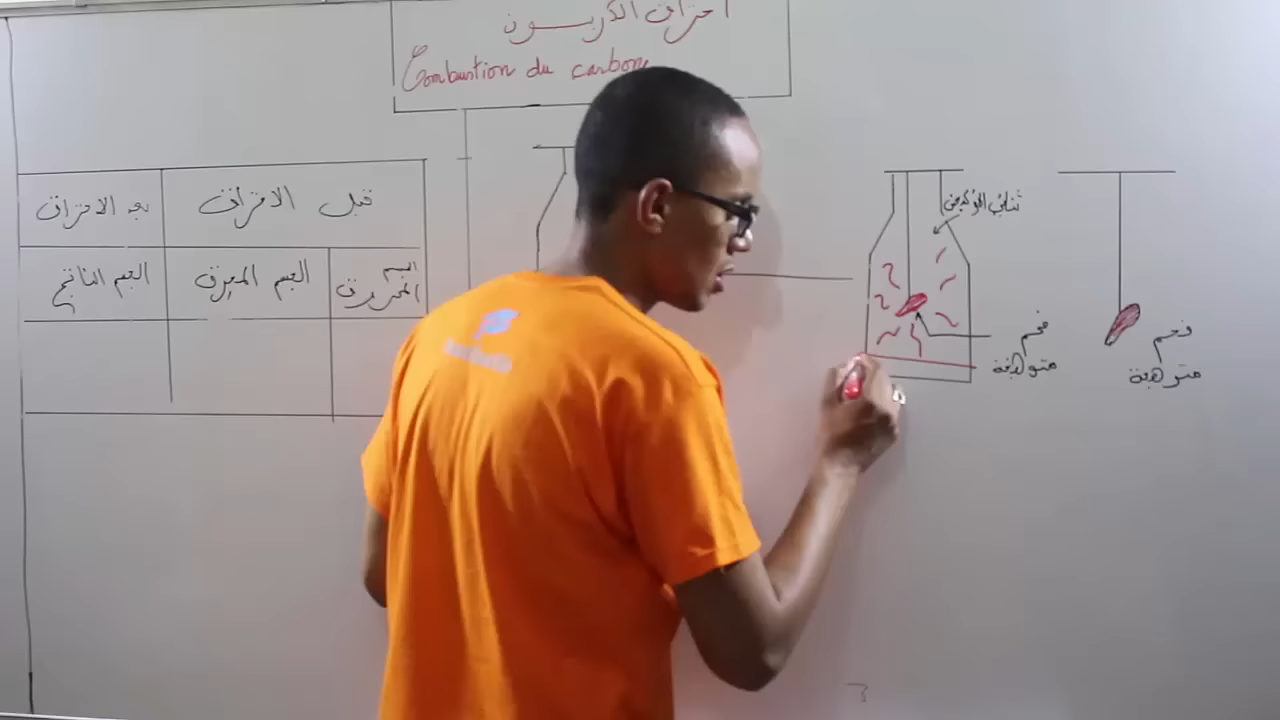 احتراق الكربون
Combustion du carbone
قبل الاحتراق
بعد الاحتراق
الجسم المحترق
الجسم المحرق
الجسم الناتج
ثنائي الأوكسجين
فحم
متوهجة
فحم
متوهجة